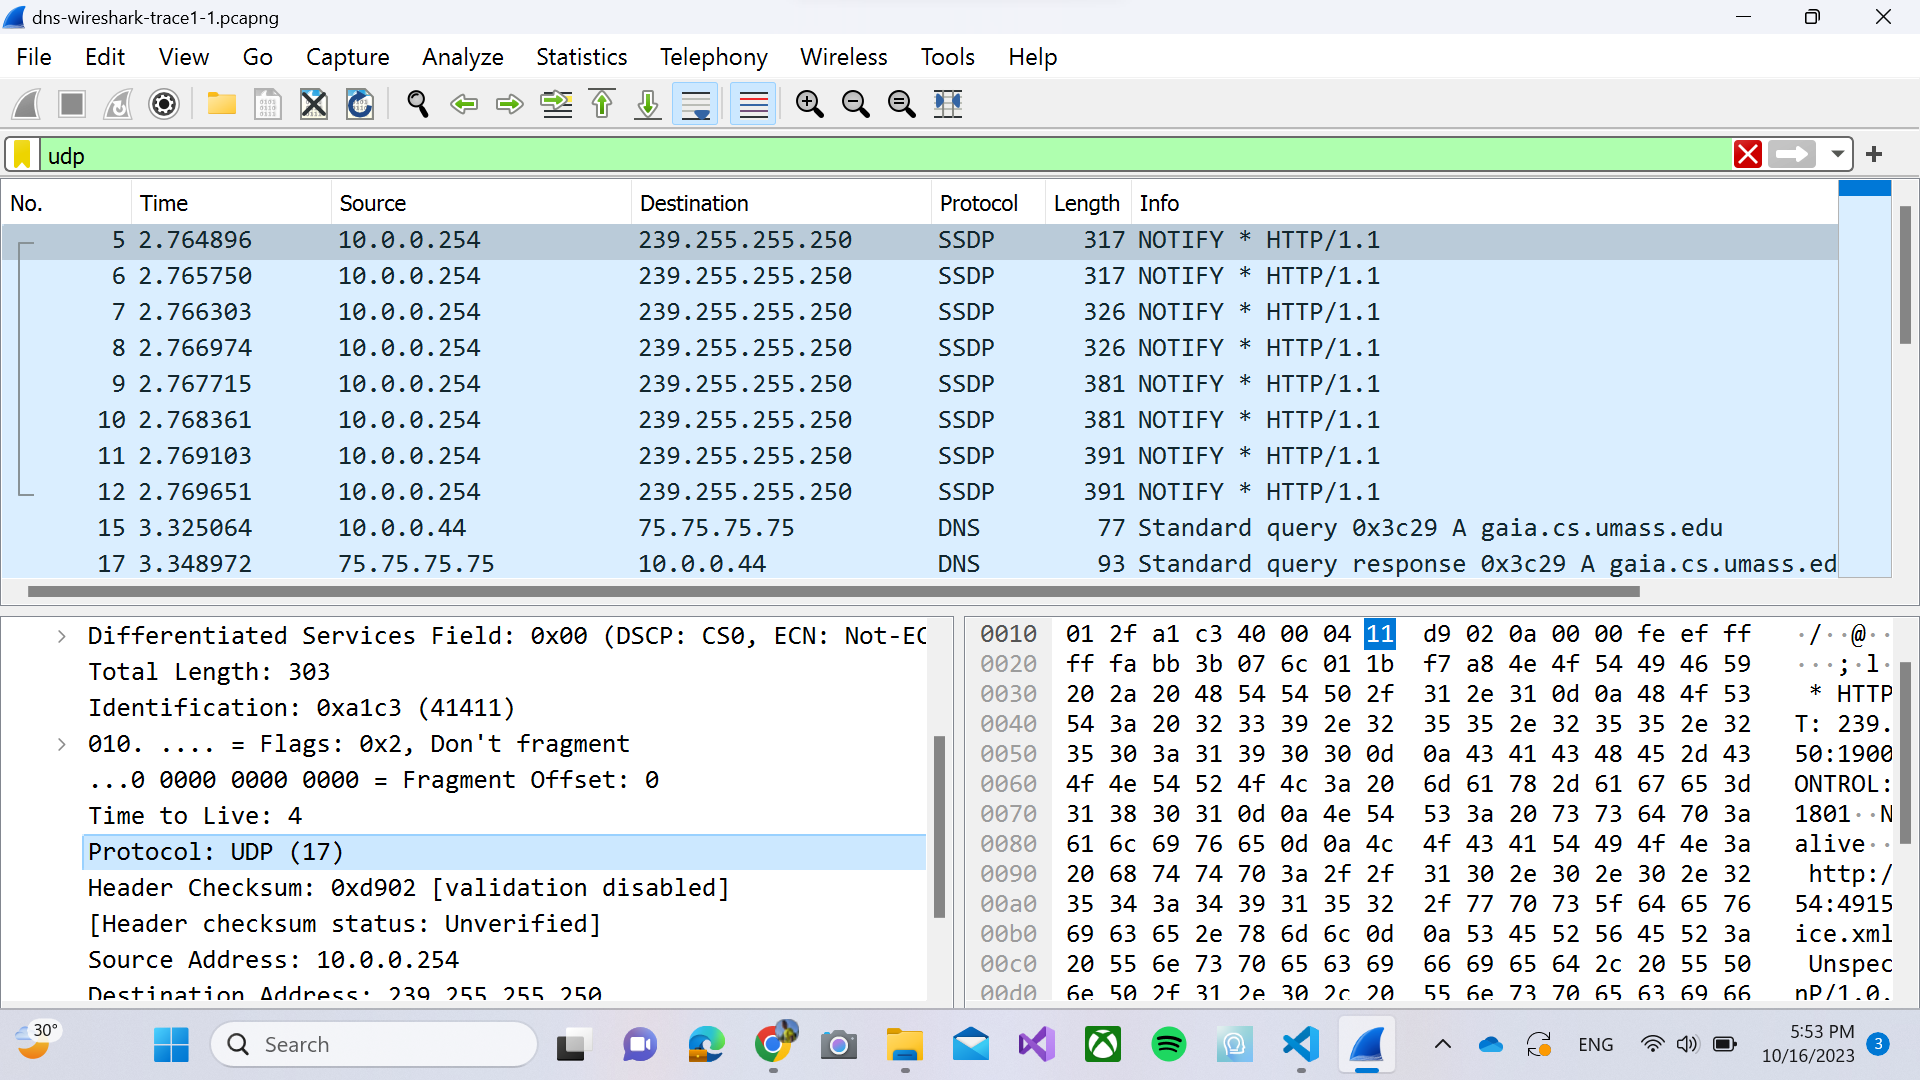 dns-wireshark-trace1-1.pcapng
File Edit View Go Capture Analyze Statistics Telephony Wireless Tools Help
udp
No. Time Source Destination Protocol Length Info
5 2.764896 10.0.0.254 239.255.255.250 SSDP 317 NOTIFY * HTTP/1.1
6 2.765750 10.0.0.254 239.255.255.250 SSDP 317 NOTIFY * HTTP/1.1
7 2.766303 10.0.0.254 239.255.255.250 SSDP 326 NOTIFY * HTTP/1.1
8 2.766974 10.0.0.254 239.255.255.250 SSDP 326 NOTIFY * HTTP/1.1
9 2.767715 10.0.0.254 239.255.255.250 SSDP 381 NOTIFY * HTTP/1.1
10 2.768361 10.0.0.254 239.255.255.250 SSDP 381 NOTIFY * HTTP/1.1
11 2.769103 10.0.0.254 239.255.255.250 SSDP 391 NOTIFY * HTTP/1.1
12 2.769651 10.0.0.254 239.255.255.250 SSDP 391 NOTIFY * HTTP/1.1
15 3.325064 10.0.0.44 75.75.75.75 DNS 77 Standard query 0x3c29 A gaia.cs.umass.edu
17 3.348972 75.75.75.75 10.0.0.44 DNS 93 Standard query response 0x3c29 A gaia.cs.umass.ed
Differentiated Services Field: 0x00 (DSCP: CS0, ECN: Not-EC
Total Length: 303
Identification: 0xa1c3 (41411)
010. .... = Flags: 0x2, Don't fragment
...0 0000 0000 0000 = Fragment Offset: 0
Time to Live: 4
Protocol: UDP (17)
Header Checksum: 0xd902 [validation disabled]
[Header checksum status: Unverified]
Source Address: 10.0.0.254
Destination Address: 239.255.255.250
0010 01 2f a1 c3 40 00 04 11 d9 02 0a 00 00 fe ef ff ·/··@··
0020 ff fa bb 3b 07 6c 01 1b f7 a8 4e 4f 54 49 46 59 ···;·l·
0030 20 2a 20 48 54 54 50 2f 31 2e 31 0d 0a 48 4f 53 * HTTP
0040 54 3a 20 32 33 39 2e 32 35 35 2e 32 35 35 2e 32 T: 239.
0050 35 30 3a 31 39 30 30 0d 0a 43 41 43 48 45 2d 43 50:1900
0060 4f 4e 54 52 4f 4c 3a 20 6d 61 78 2d 61 67 65 3d ONTROL:
0070 31 38 30 31 0d 0a 4e 54 53 3a 20 73 73 64 70 3a 1801··N
0080 61 6c 69 76 65 0d 0a 4c 4f 43 41 54 49 4f 4e 3a alive··
0090 20 68 74 74 70 3a 2f 2f 31 30 2e 30 2e 30 2e 32 http:/
00a0 35 34 3a 34 39 31 35 32 2f 77 70 73 5f 64 65 76 54:4915
00b0 69 63 65 2e 78 6d 6c 0d 0a 53 45 52 56 45 52 3a ice.xml
00c0 20 55 6e 73 70 65 63 69 66 69 65 64 2c 20 55 50 Unspec
00d0 6e 50 2f 31 2e 30 2c 20 55 6e 73 70 65 63 69 66 nP/1.0,
30°
Search
ENG
5:53 PM
10/16/2023
3